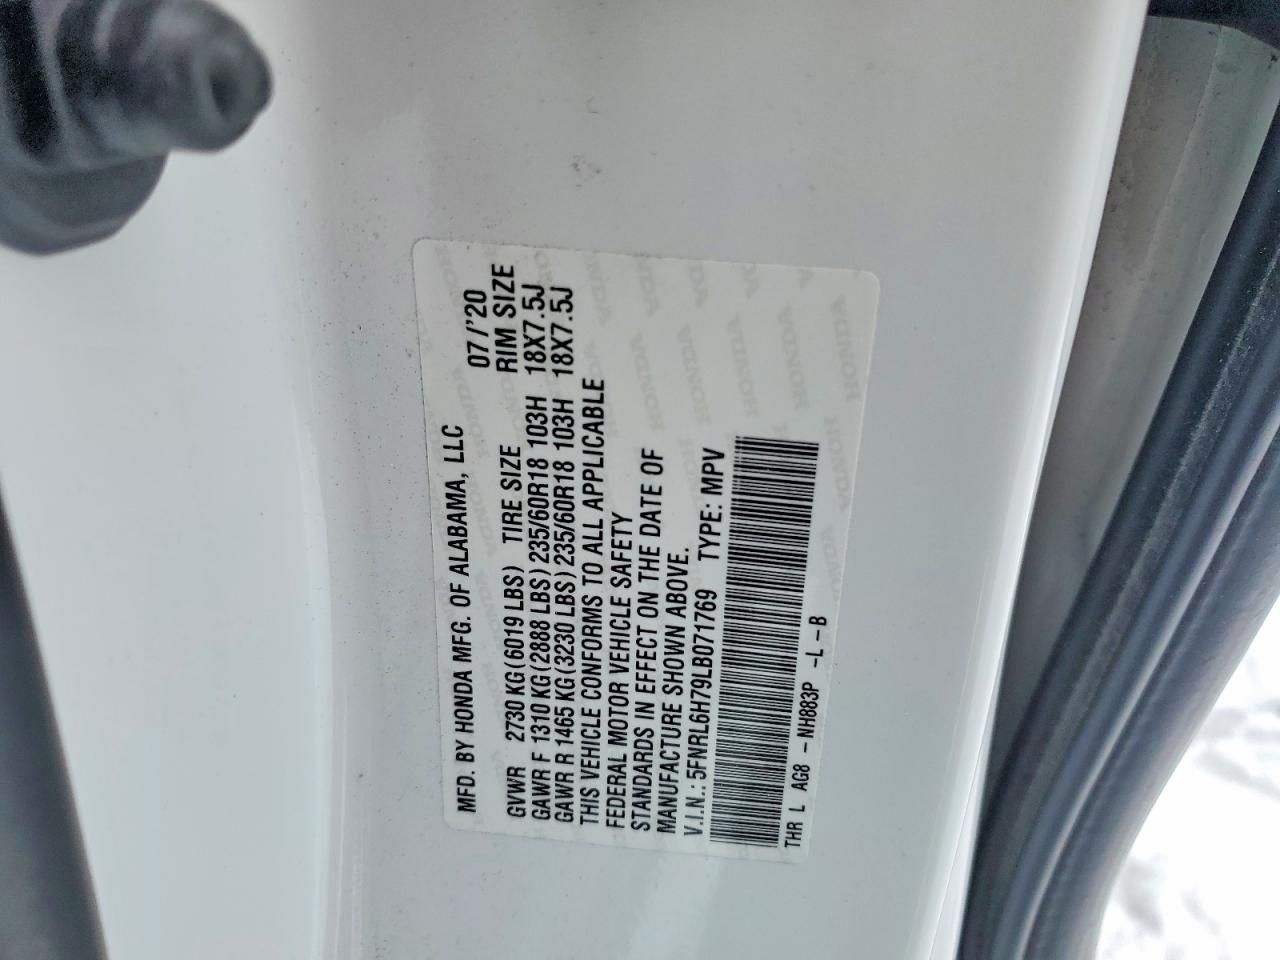 MFD. BY HONDA MFG. OF ALABAMA, LLC 07/'20
GVWR 2730 KG (6019 LBS) TIRE SIZE RIM SIZE
GAWR F 1310 KG (2888 LBS) 235/60R18 103H 18X7.5J
GAWR R 1465 KG (3230 LBS) 235/60R18 103H 18X7.5J
THIS VEHICLE CONFORMS TO ALL APPLICABLE
FEDERAL MOTOR VEHICLE SAFETY
STANDARDS IN EFFECT ON THE DATE OF
MANUFACTURE SHOWN ABOVE.
V.I.N.: 5FNRL6H79LB071769 TYPE: MPV
THR L AG8 - NH883P - L - B
HONDA